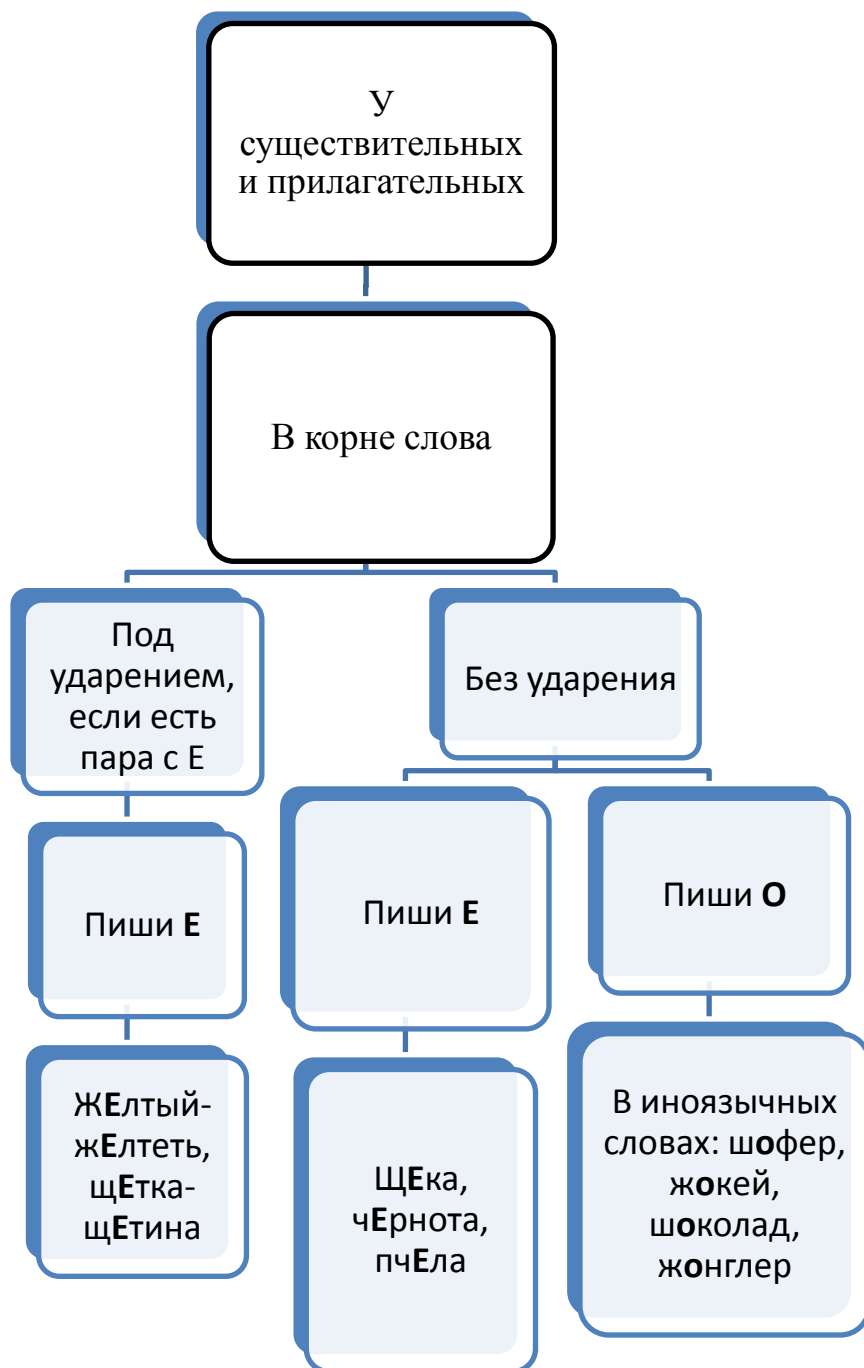 У
существительных
и прилагательных
В корне слова
Под
ударением,
если есть
пара с Е
Без ударения
Пиши Е
Пиши Е
Пиши О
ЖЕлтый-
жЕлтеть,
щЕтка-
щЕтина
ЩЕка,
чЕрнота,
пчЕла
В иноязычных
словах: шофер,
жокей,
шоколад,
жонглер